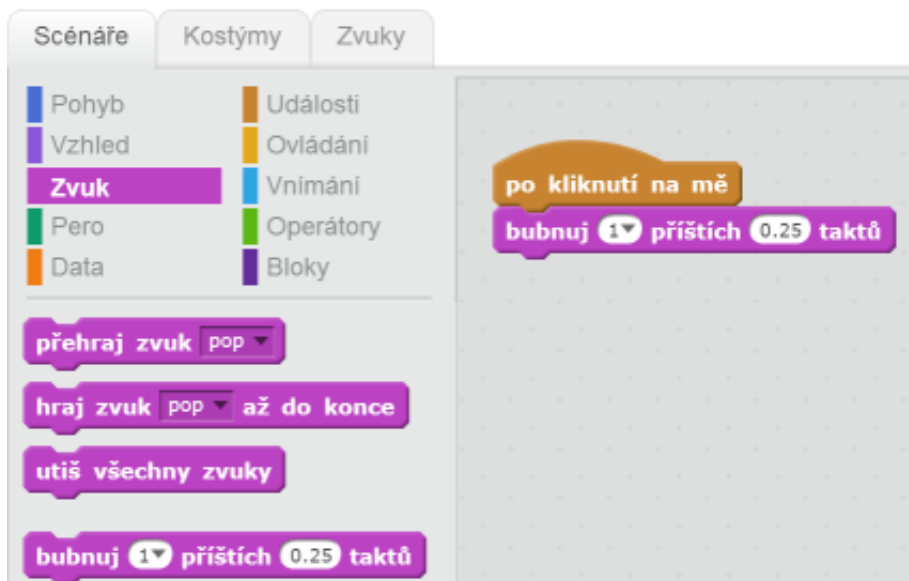 Scénáře Kostýmy Zvuky
Pohyb Události
Vzhled Ovládání
Zvuk Vnímání
Pero Operátory
Data Bloky
přehraj zvuk pop
hraj zvuk pop až do konce
utiš všechny zvuky
bubnuj 1 příštích 0.25 taktů
po kliknutí na mě
bubnuj 1 příštích 0.25 taktů